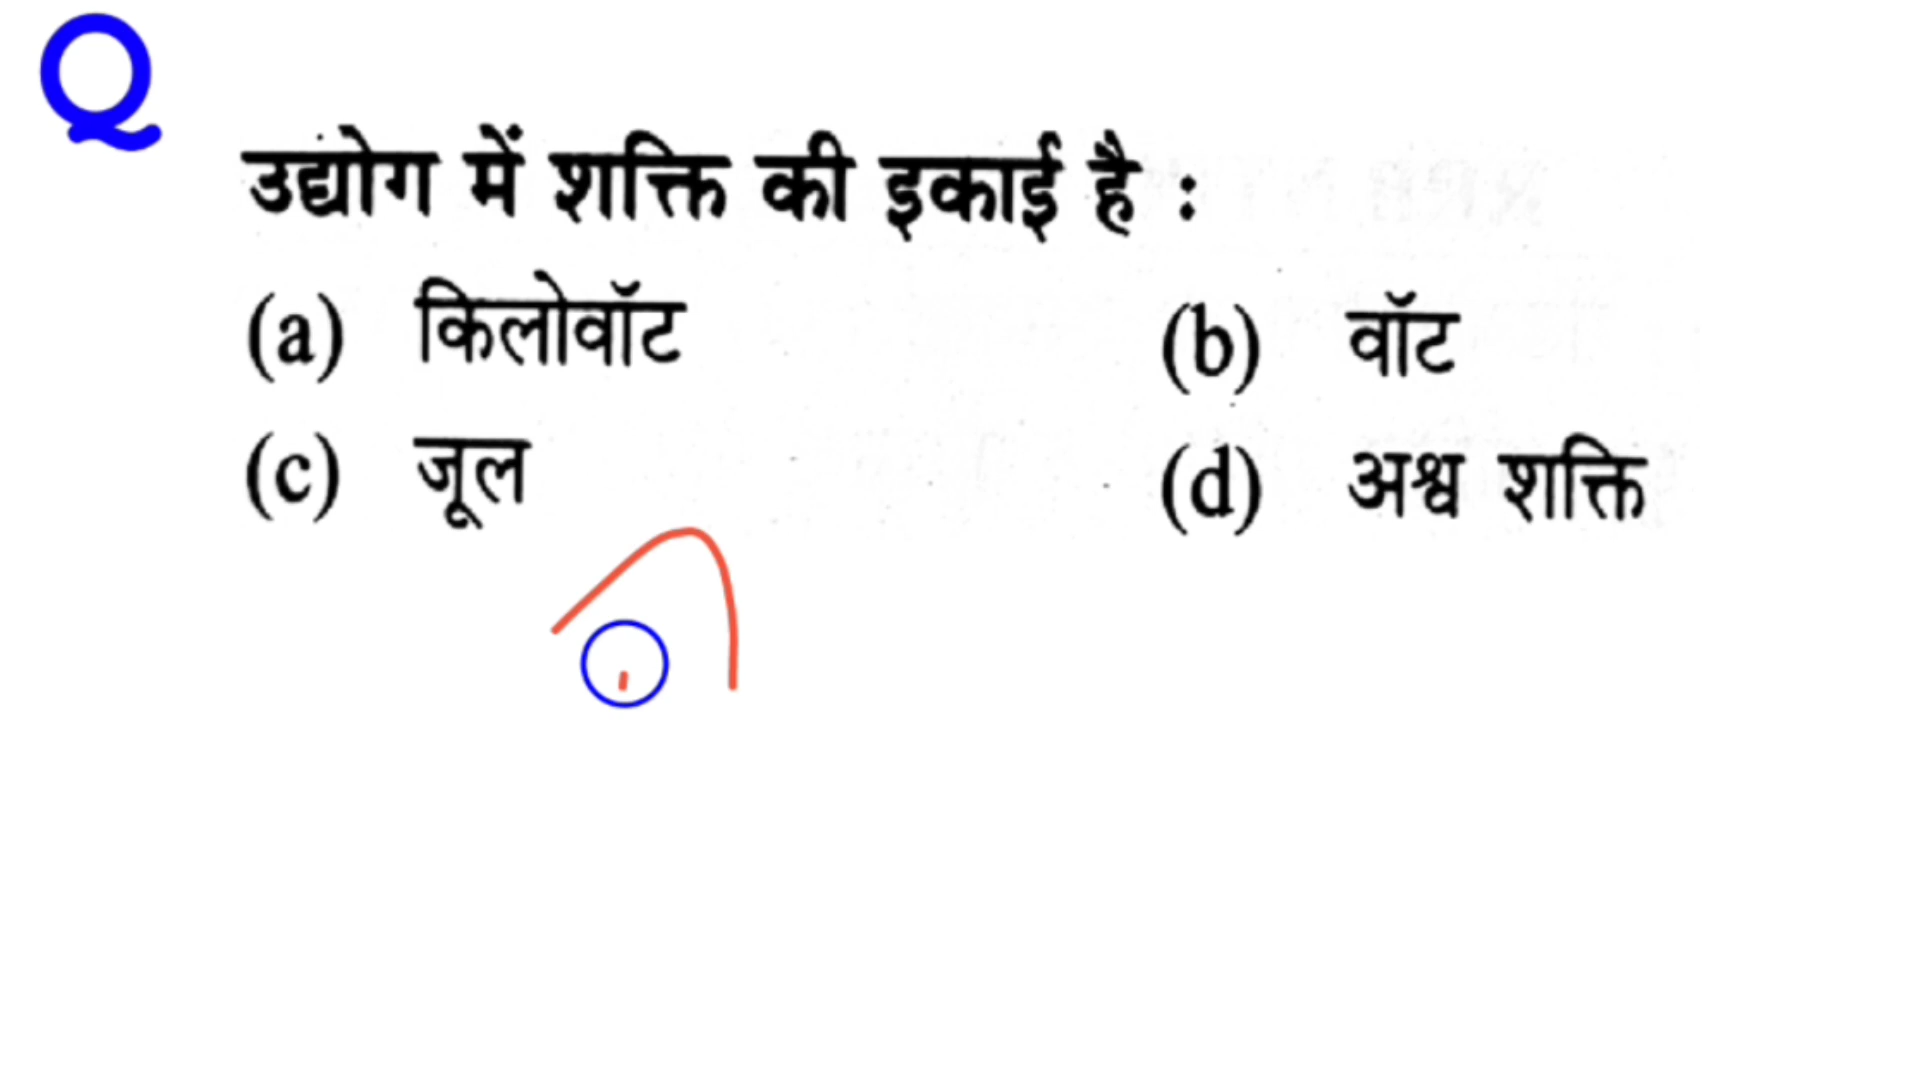 Q
उद्योग में शक्ति की इकाई है :
(a) किलोवॉट (b) वॉट
(c) जूल (d) अश्व शक्ति